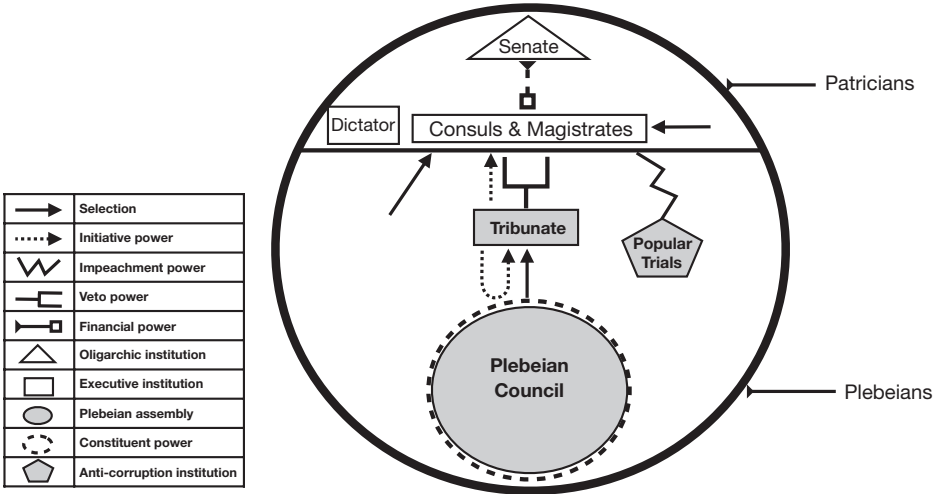 Senate
Patricians
Dictator
Consuls & Magistrates
Tribunate
Popular
Trials
Plebeian
Council
Plebeians
Selection
Initiative power
Impeachment power
Veto power
Financial power
Oligarchic institution
Executive institution
Plebeian assembly
Constituent power
Anti-corruption institution